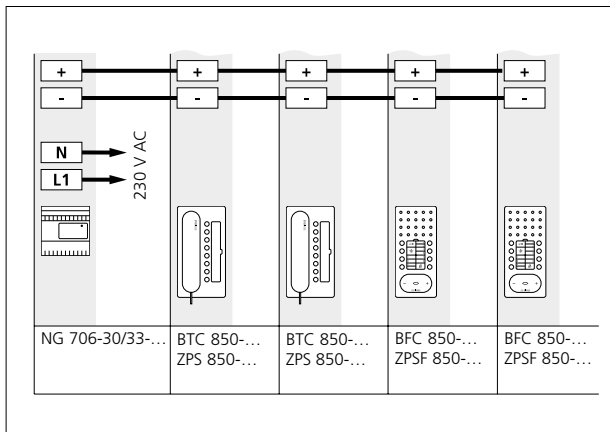 + + + + +
- - - - -
N
L1
230 V AC
NG 706-30/33-… BTC 850-… BTC 850-… BFC 850-… BFC 850-…
ZPS 850-… ZPS 850-… ZPSF 850-… ZPSF 850-…